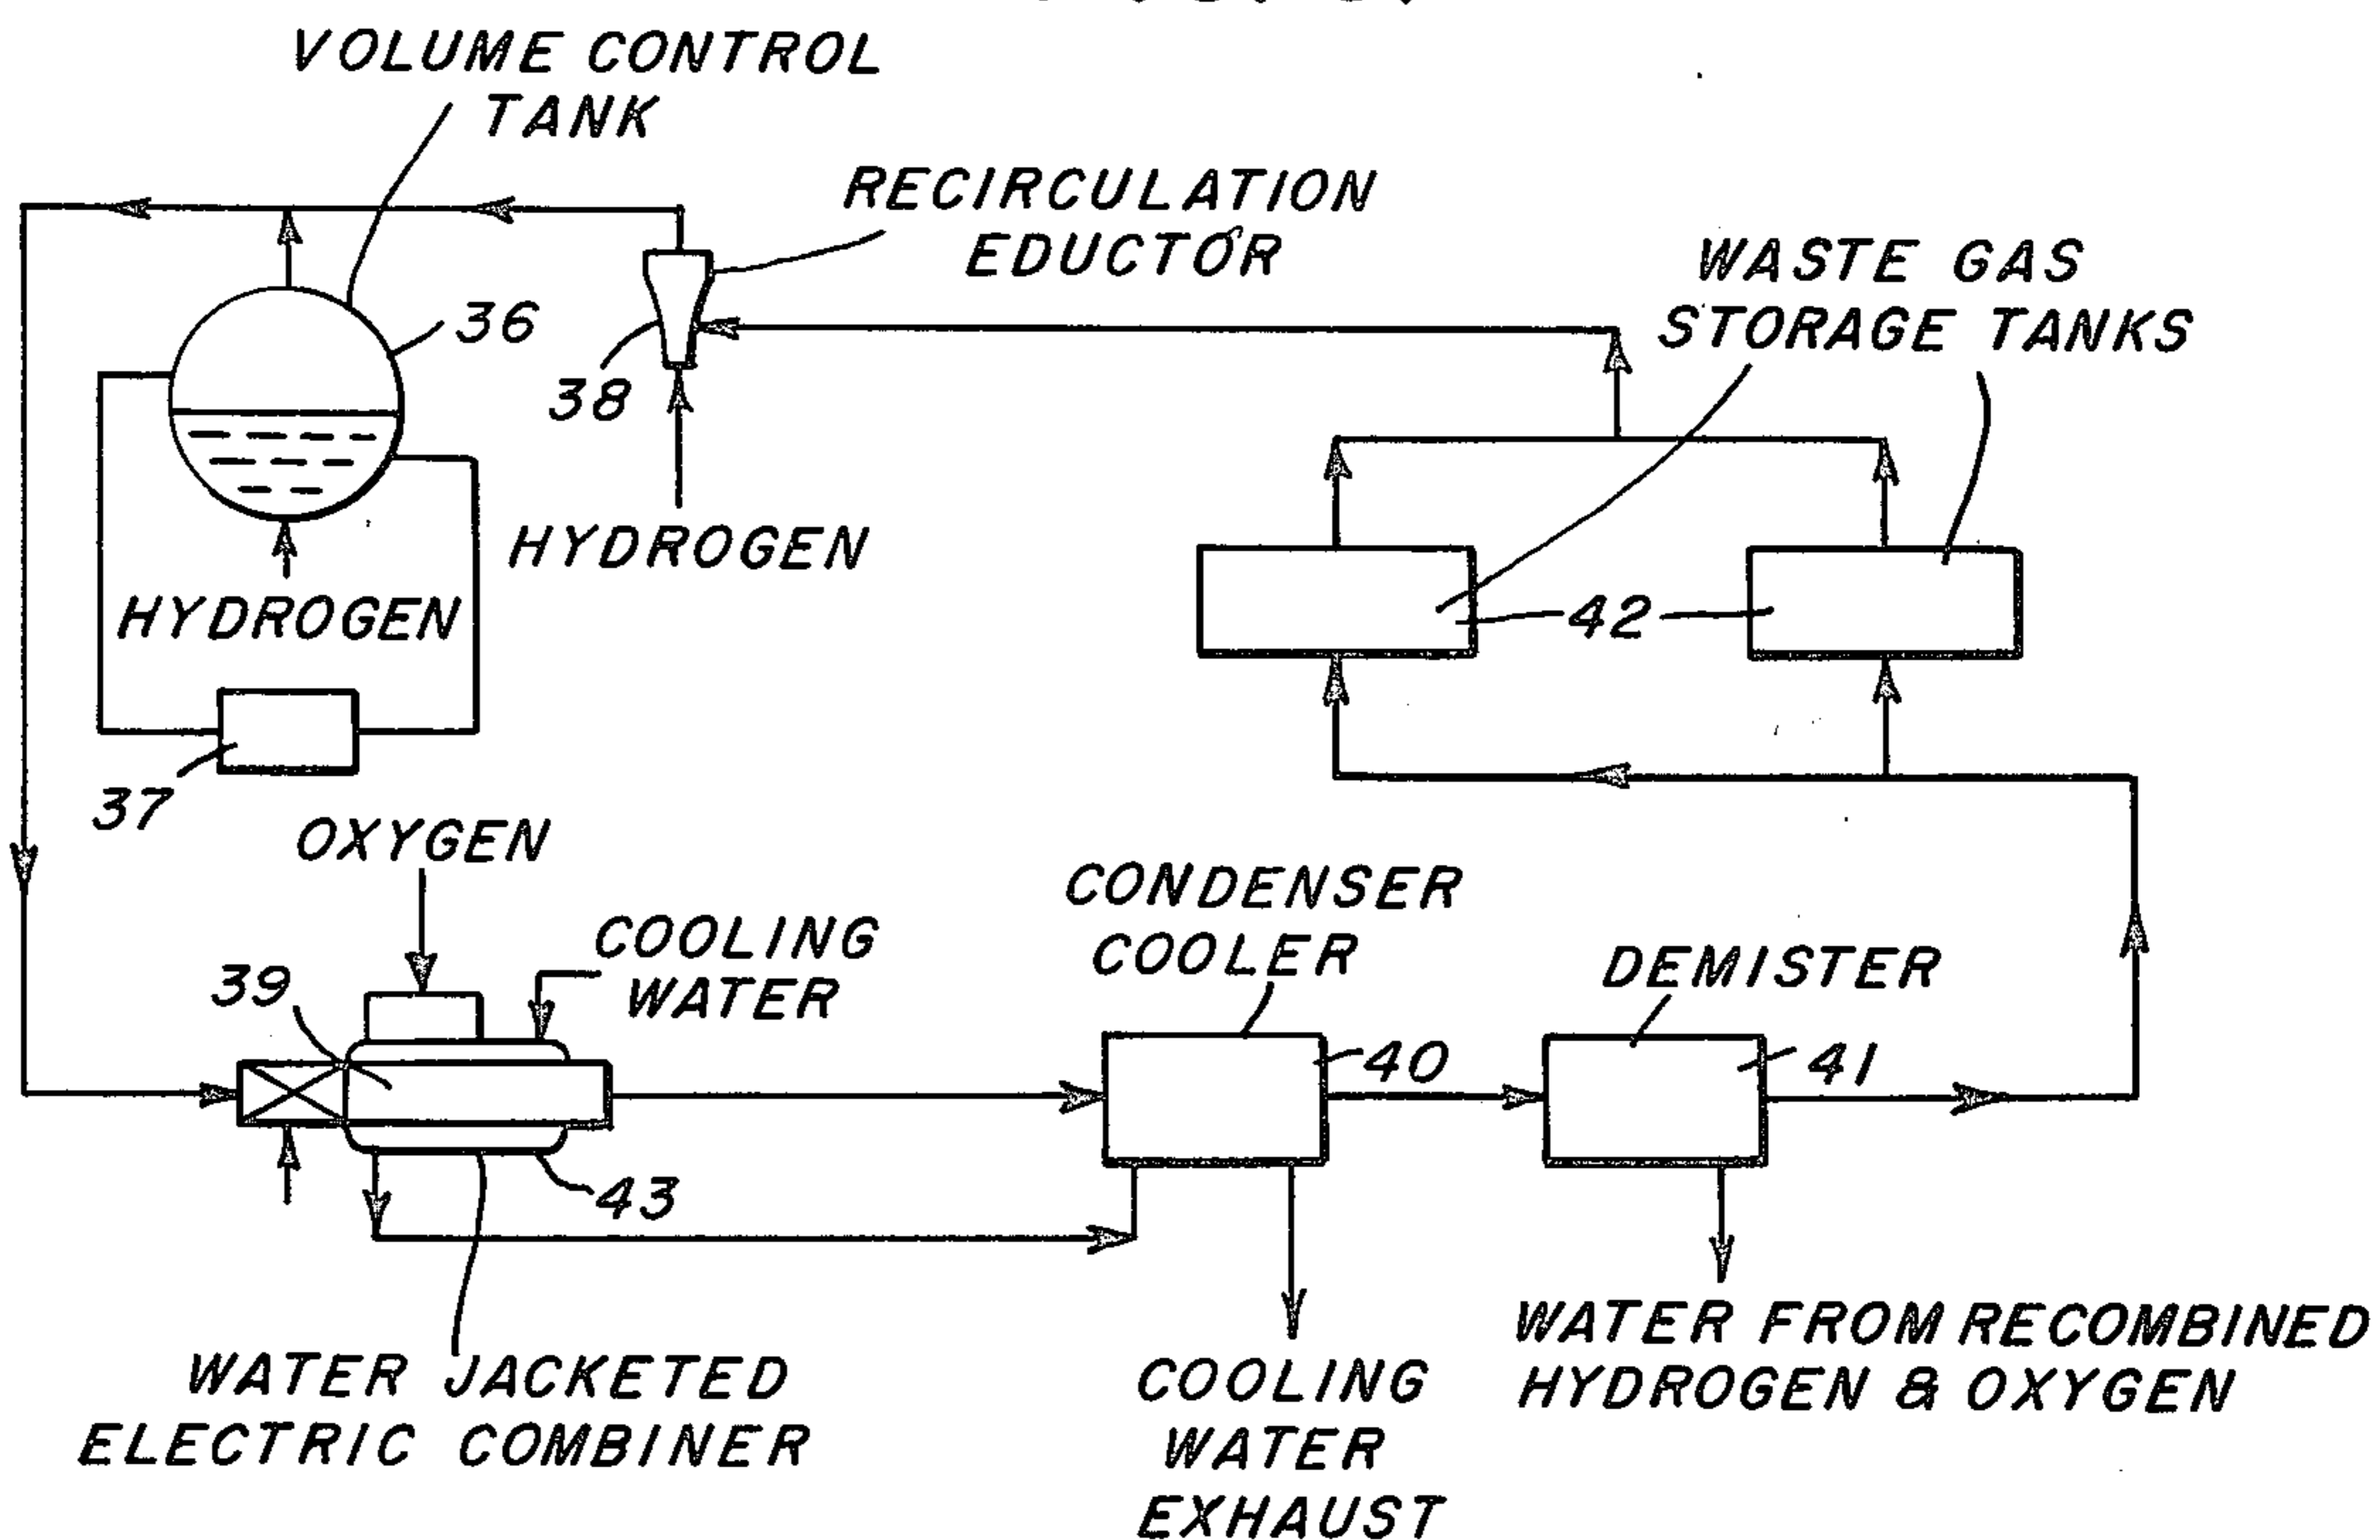 VOLUME CONTROL
TANK
RECIRCULATION
EDUCTOR
WASTE GAS
STORAGE TANKS
36
38
HYDROGEN
HYDROGEN
42
37
OXYGEN
COOLING
WATER
CONDENSER
COOLER
DEMISTER
39
40
41
43
WATER JACKETED
ELECTRIC COMBINER
COOLING
WATER
EXHAUST
WATER FROM RECOMBINED
HYDROGEN & OXYGEN